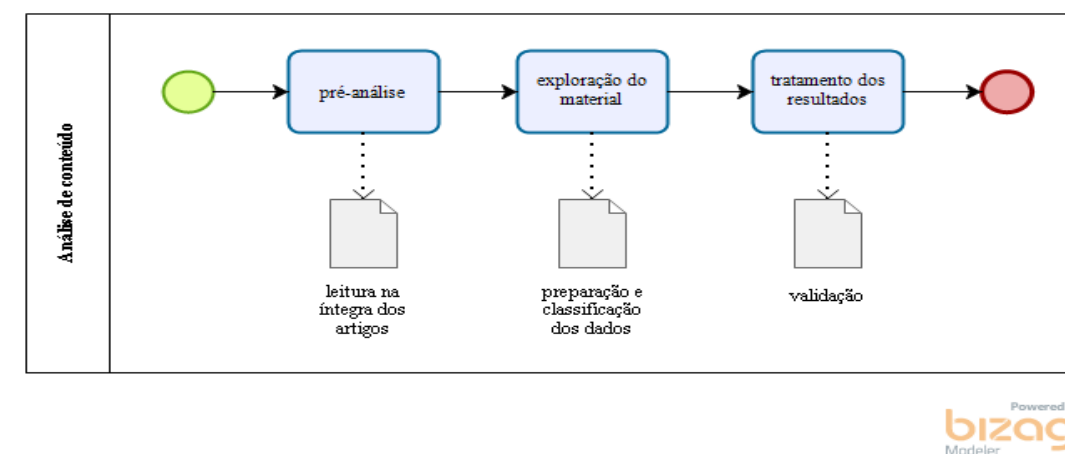 Análise de conteúdo
pré-análise
exploração do
material
tratamento dos
resultados
leitura na
íntegra dos
artigos
preparação e
classificação
dos dados
validação
Powered
bizag
Modeler